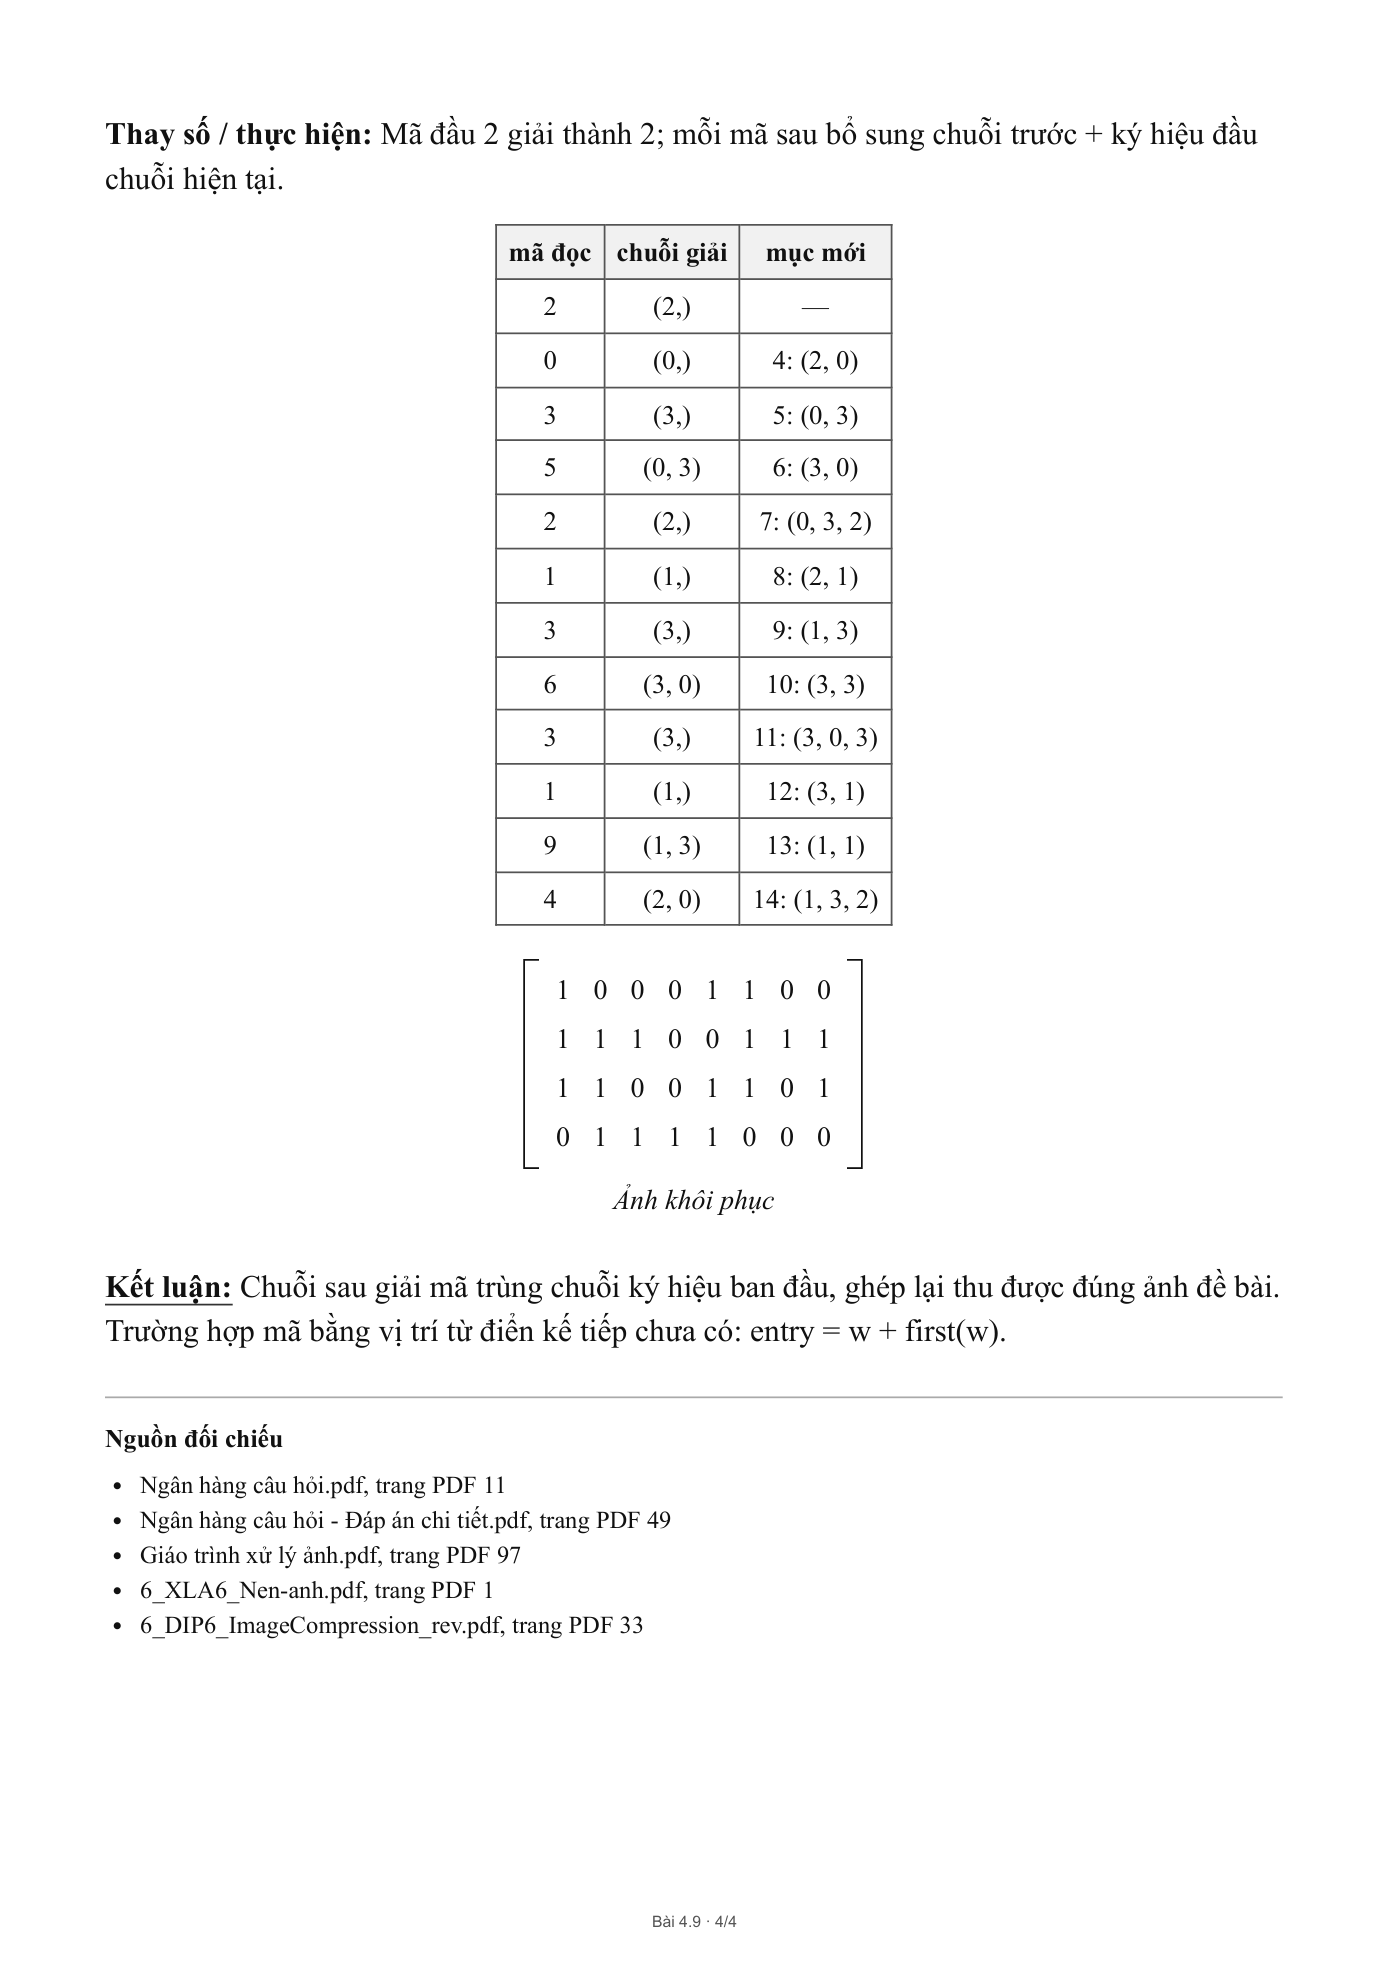 Thay số / thực hiện: Mã đầu 2 giải thành 2; mỗi mã sau bổ sung chuỗi trước + ký hiệu đầu
chuỗi hiện tại.
mã đọc chuỗi giải mục mới
2 (2,) —
0 (0,) 4: (2, 0)
3 (3,) 5: (0, 3)
5 (0, 3) 6: (3, 0)
2 (2,) 7: (0, 3, 2)
1 (1,) 8: (2, 1)
3 (3,) 9: (1, 3)
6 (3, 0) 10: (3, 3)
3 (3,) 11: (3, 0, 3)
1 (1,) 12: (3, 1)
9 (1, 3) 13: (1, 1)
4 (2, 0) 14: (1, 3, 2)
1 0 0 0 1 1 0 0
1 1 1 0 0 1 1 1
1 1 0 0 1 1 0 1
0 1 1 1 1 0 0 0
Ảnh khôi phục
Kết luận: Chuỗi sau giải mã trùng chuỗi ký hiệu ban đầu, ghép lại thu được đúng ảnh đề bài.
Trường hợp mã bằng vị trí từ điển kế tiếp chưa có: entry = w + first(w).
Nguồn đối chiếu
• Ngân hàng câu hỏi.pdf, trang PDF 11
• Ngân hàng câu hỏi - Đáp án chi tiết.pdf, trang PDF 49
• Giáo trình xử lý ảnh.pdf, trang PDF 97
• 6_XLA6_Nen-anh.pdf, trang PDF 1
• 6_DIP6_ImageCompression_rev.pdf, trang PDF 33
Bài 4.9 · 4/4